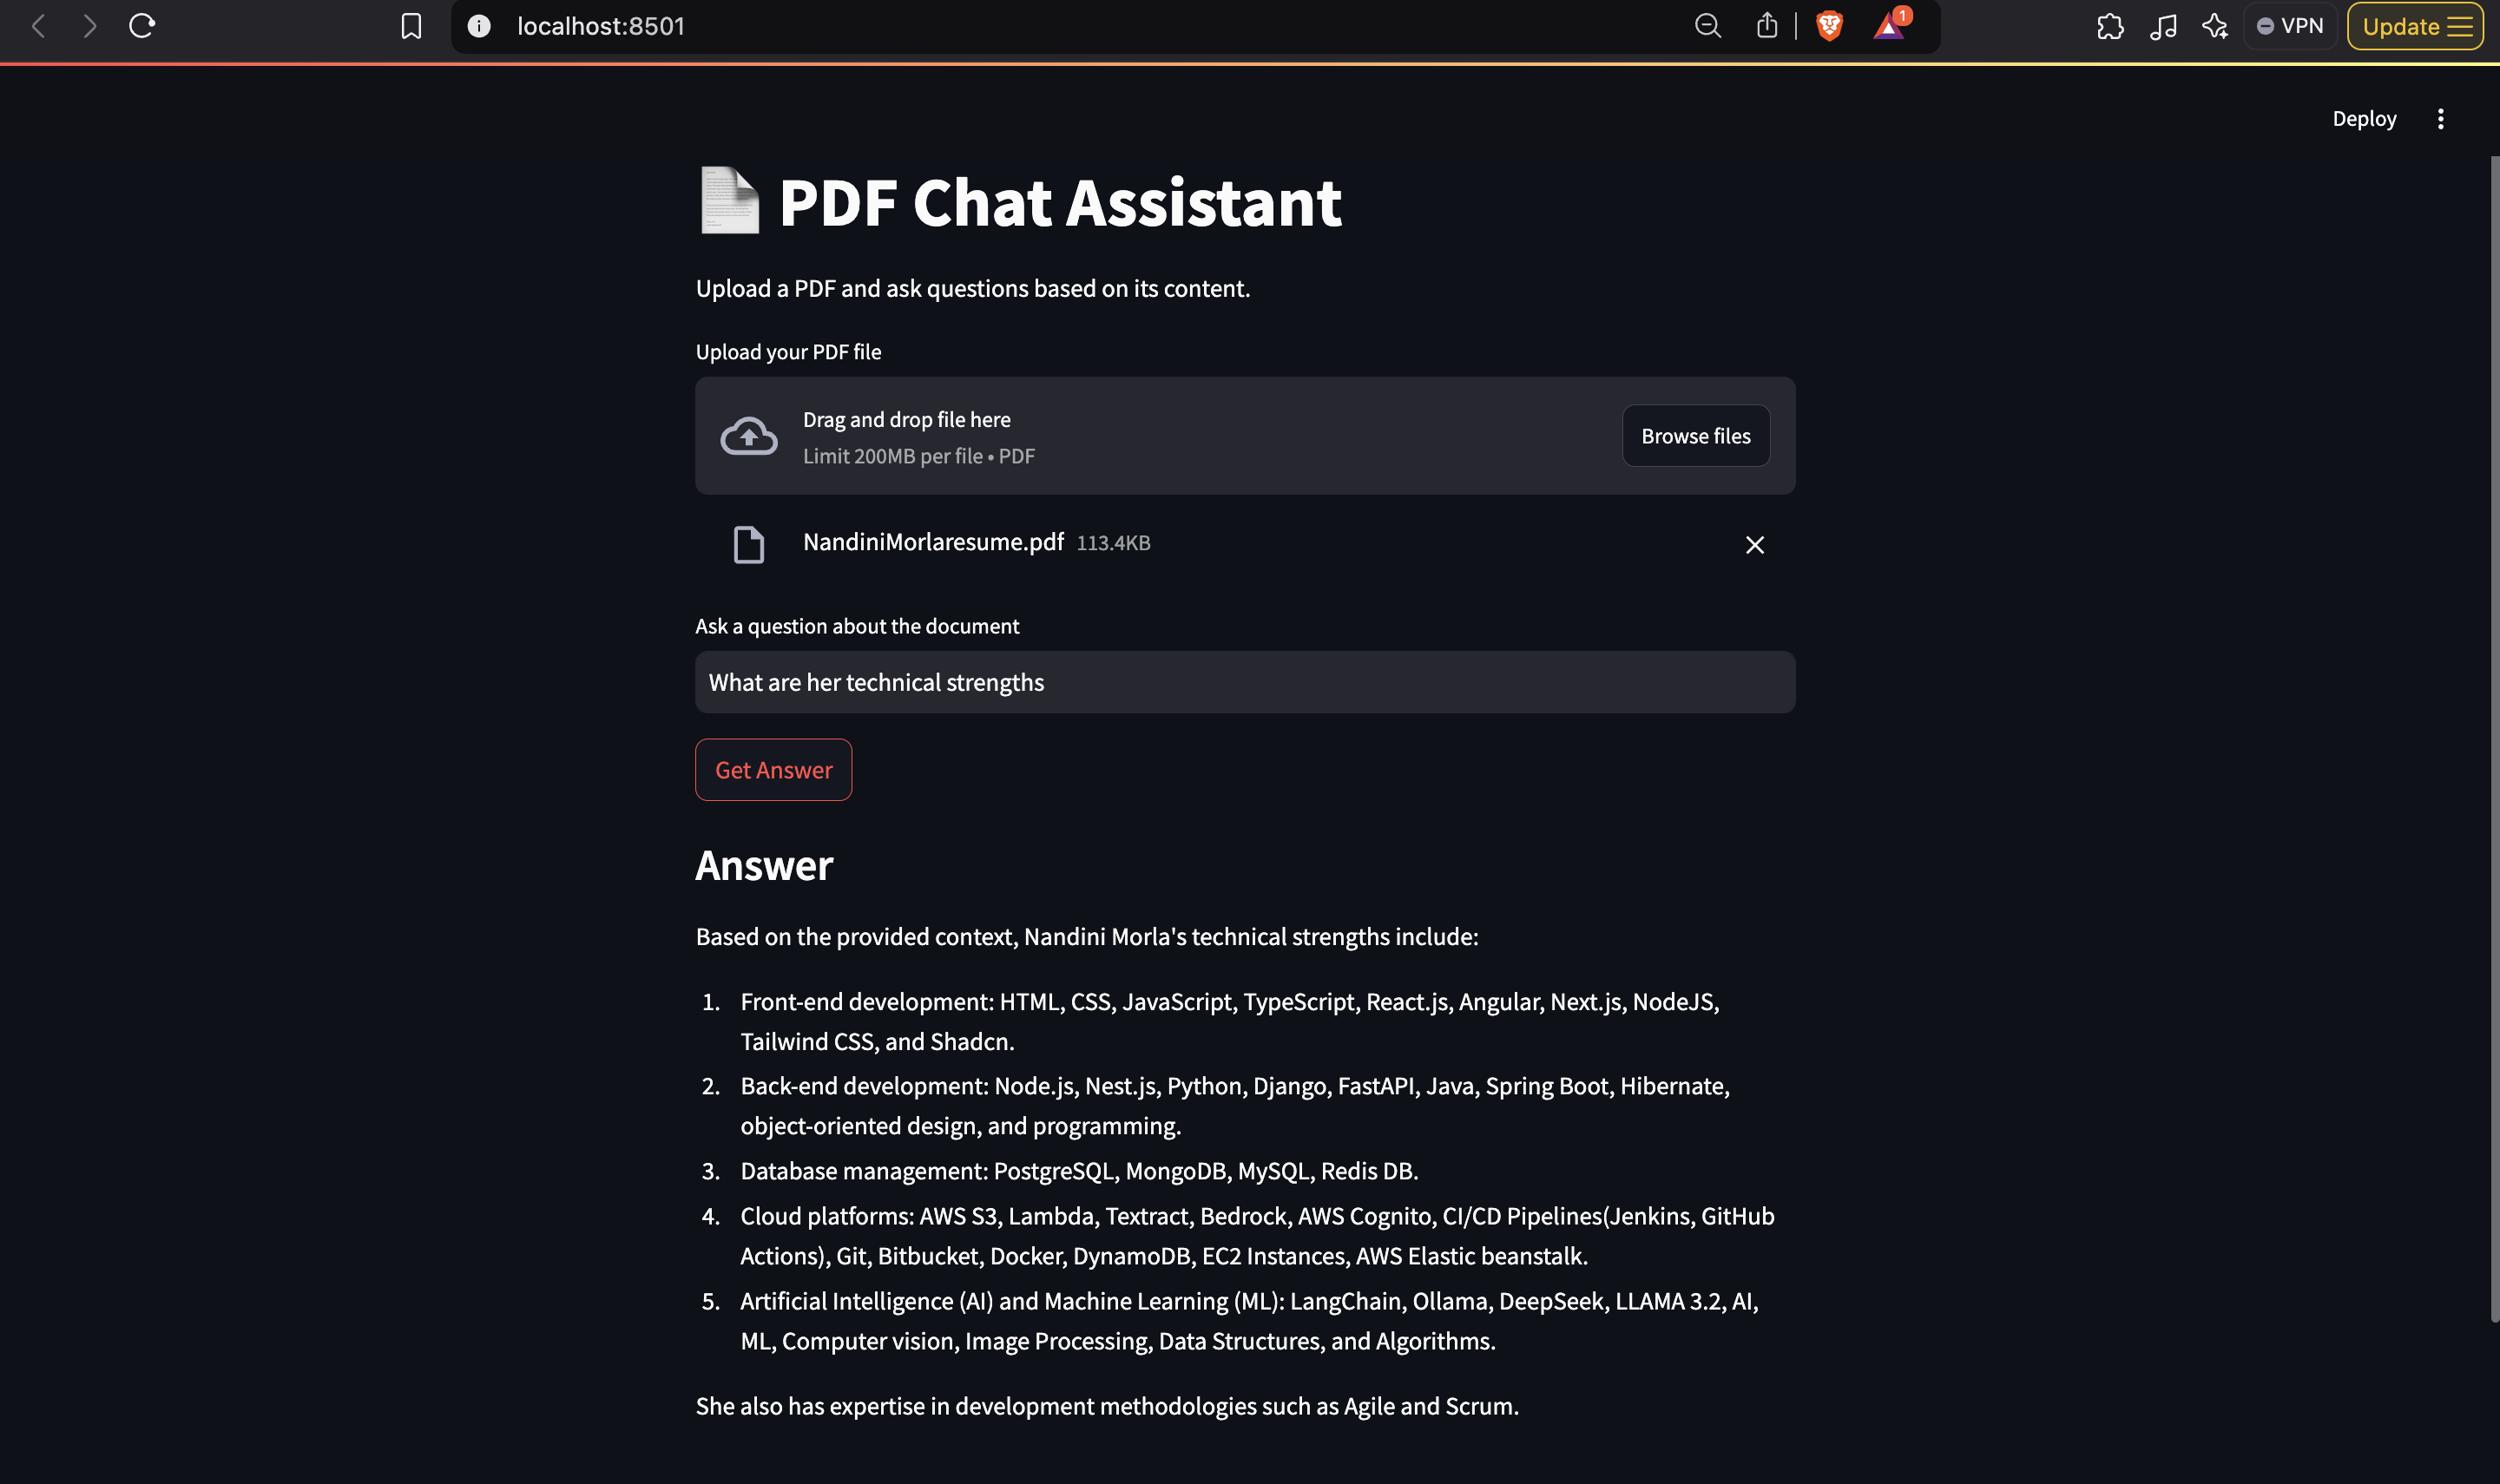 localhost:8501
1
VPN
Update
Deploy
PDF Chat Assistant
Upload a PDF and ask questions based on its content.
Upload your PDF file
Drag and drop file here
Limit 200MB per file • PDF
Browse files
NandiniMorlaresume.pdf 113.4KB
Ask a question about the document
What are her technical strengths
Get Answer
Answer
Based on the provided context, Nandini Morla's technical strengths include:
1. Front-end development: HTML, CSS, JavaScript, TypeScript, React.js, Angular, Next.js, NodeJS,
Tailwind CSS, and Shadcn.
2. Back-end development: Node.js, Nest.js, Python, Django, FastAPI, Java, Spring Boot, Hibernate,
object-oriented design, and programming.
3. Database management: PostgreSQL, MongoDB, MySQL, Redis DB.
4. Cloud platforms: AWS S3, Lambda, Textract, Bedrock, AWS Cognito, CI/CD Pipelines(Jenkins, GitHub
Actions), Git, Bitbucket, Docker, DynamoDB, EC2 Instances, AWS Elastic beanstalk.
5. Artificial Intelligence (AI) and Machine Learning (ML): LangChain, Ollama, DeepSeek, LLAMA 3.2, AI,
ML, Computer vision, Image Processing, Data Structures, and Algorithms.
She also has expertise in development methodologies such as Agile and Scrum.